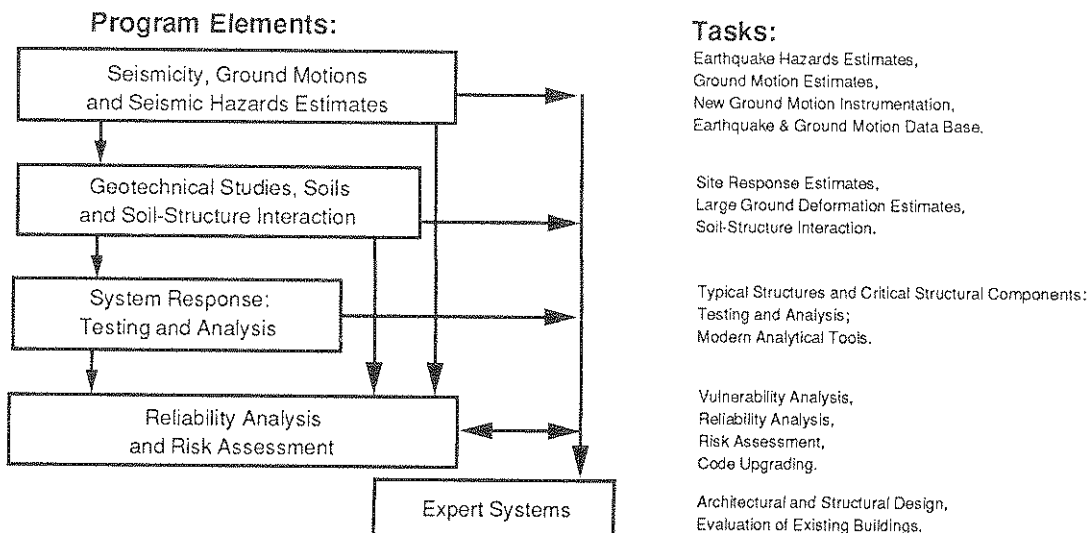 Program Elements:
Seismicity, Ground Motions
and Seismic Hazards Estimates
Geotechnical Studies, Soils
and Soil-Structure Interaction
System Response:
Testing and Analysis
Reliability Analysis
and Risk Assessment
Expert Systems
Tasks:
Earthquake Hazards Estimates,
Ground Motion Estimates,
New Ground Motion Instrumentation,
Earthquake & Ground Motion Data Base.
Site Response Estimates,
Large Ground Deformation Estimates,
Soil-Structure Interaction.
Typical Structures and Critical Structural Components:
Testing and Analysis;
Modern Analytical Tools.
Vulnerability Analysis,
Reliability Analysis,
Risk Assessment,
Code Upgrading.
Architectural and Structural Design,
Evaluation of Existing Buildings.